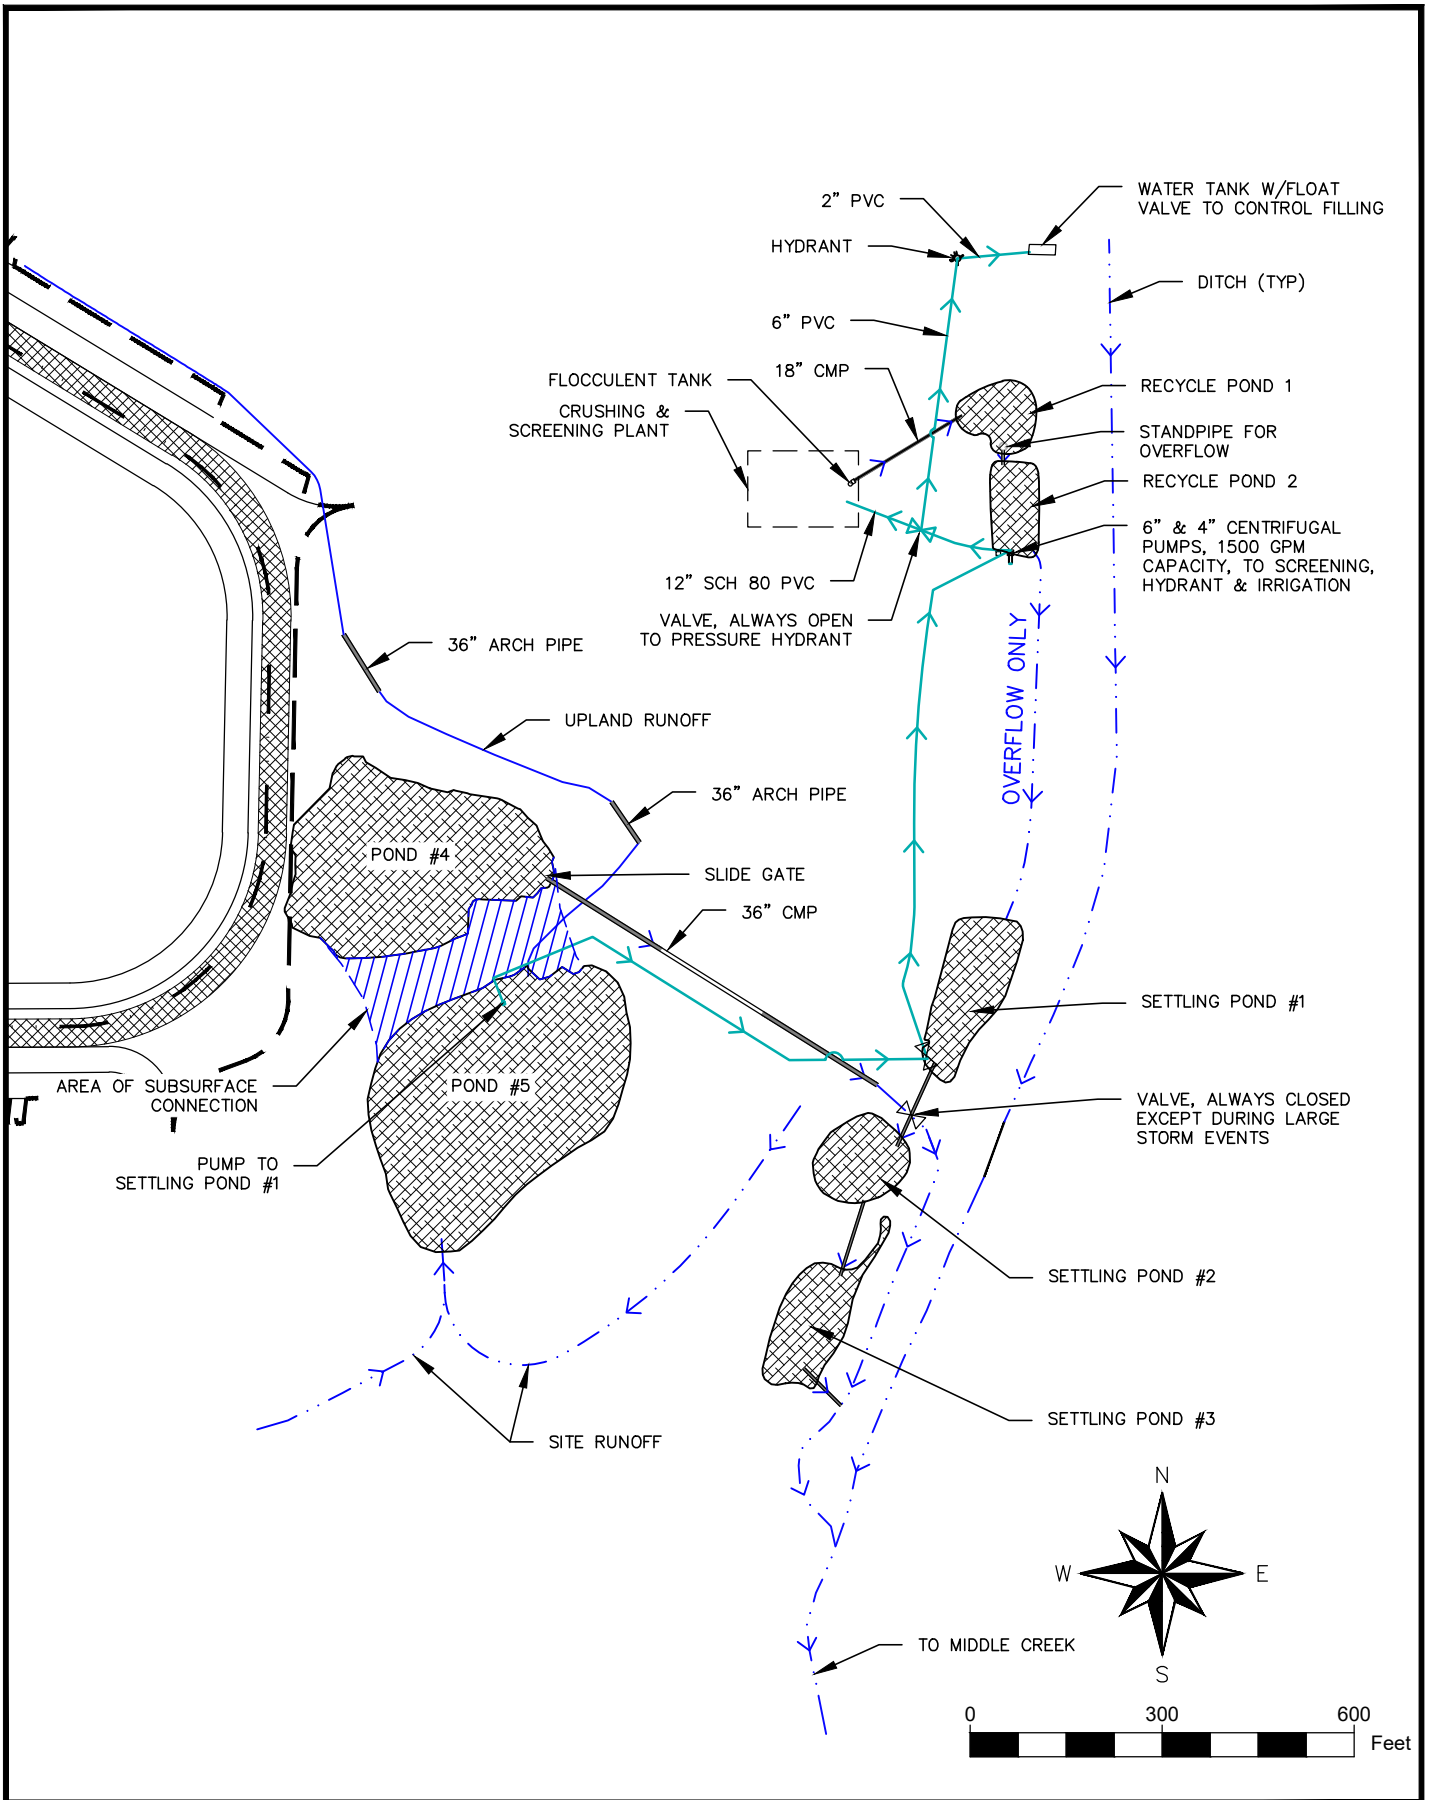 WATER TANK W/FLOAT
VALVE TO CONTROL FILLING
2" PVC
HYDRANT
DITCH (TYP)
6" PVC
18" CMP
FLOCCULENT TANK
RECYCLE POND 1
CRUSHING &
SCREENING PLANT
STANDPIPE FOR
OVERFLOW
RECYCLE POND 2
6" & 4" CENTRIFUGAL
PUMPS, 1500 GPM
CAPACITY, TO SCREENING,
HYDRANT & IRRIGATION
12" SCH 80 PVC
VALVE, ALWAYS OPEN
TO PRESSURE HYDRANT
36" ARCH PIPE
OVERFLOW ONLY
UPLAND RUNOFF
36" ARCH PIPE
POND #4
SLIDE GATE
36" CMP
SETTLING POND #1
AREA OF SUBSURFACE
CONNECTION
POND #5
VALVE, ALWAYS CLOSED
EXCEPT DURING LARGE
STORM EVENTS
PUMP TO
SETTLING POND #1
SETTLING POND #2
SETTLING POND #3
SITE RUNOFF
N
W
E
S
TO MIDDLE CREEK
0 300 600
Feet